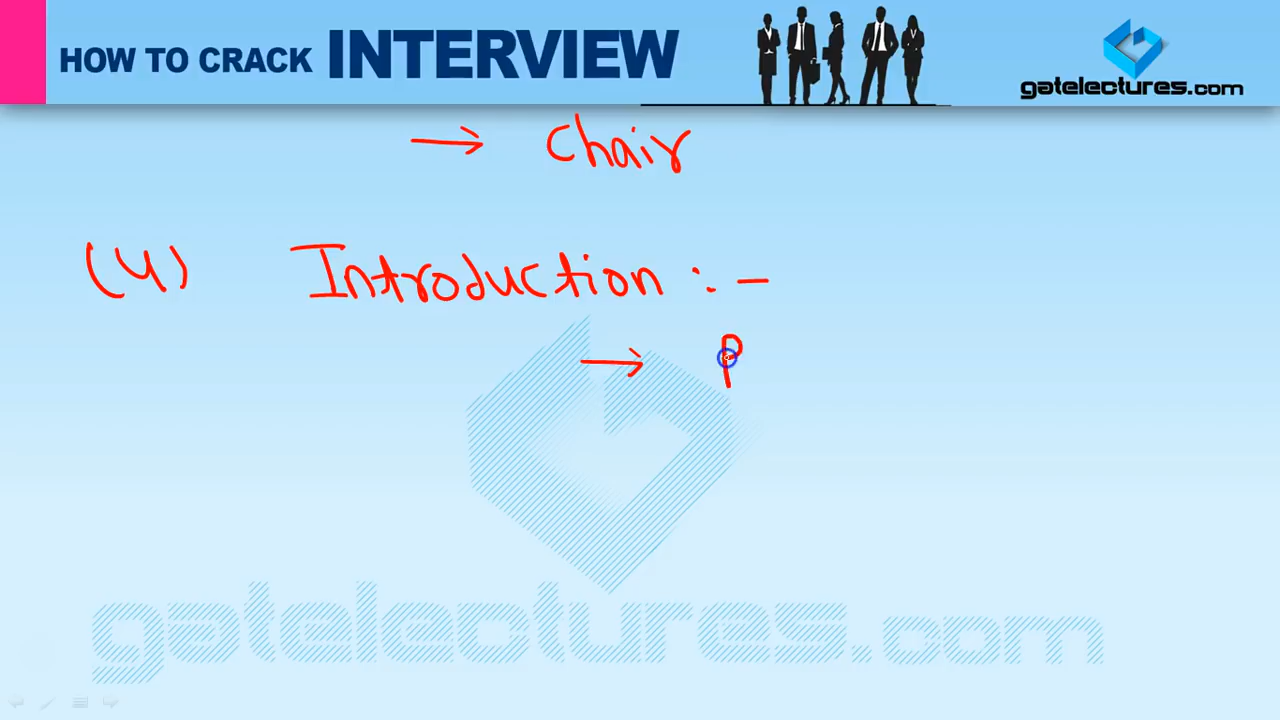 HOW TO CRACK INTERVIEW
gatelectures.com
→ Chair
(4) Introduction :-
→ P
gatelectures.com